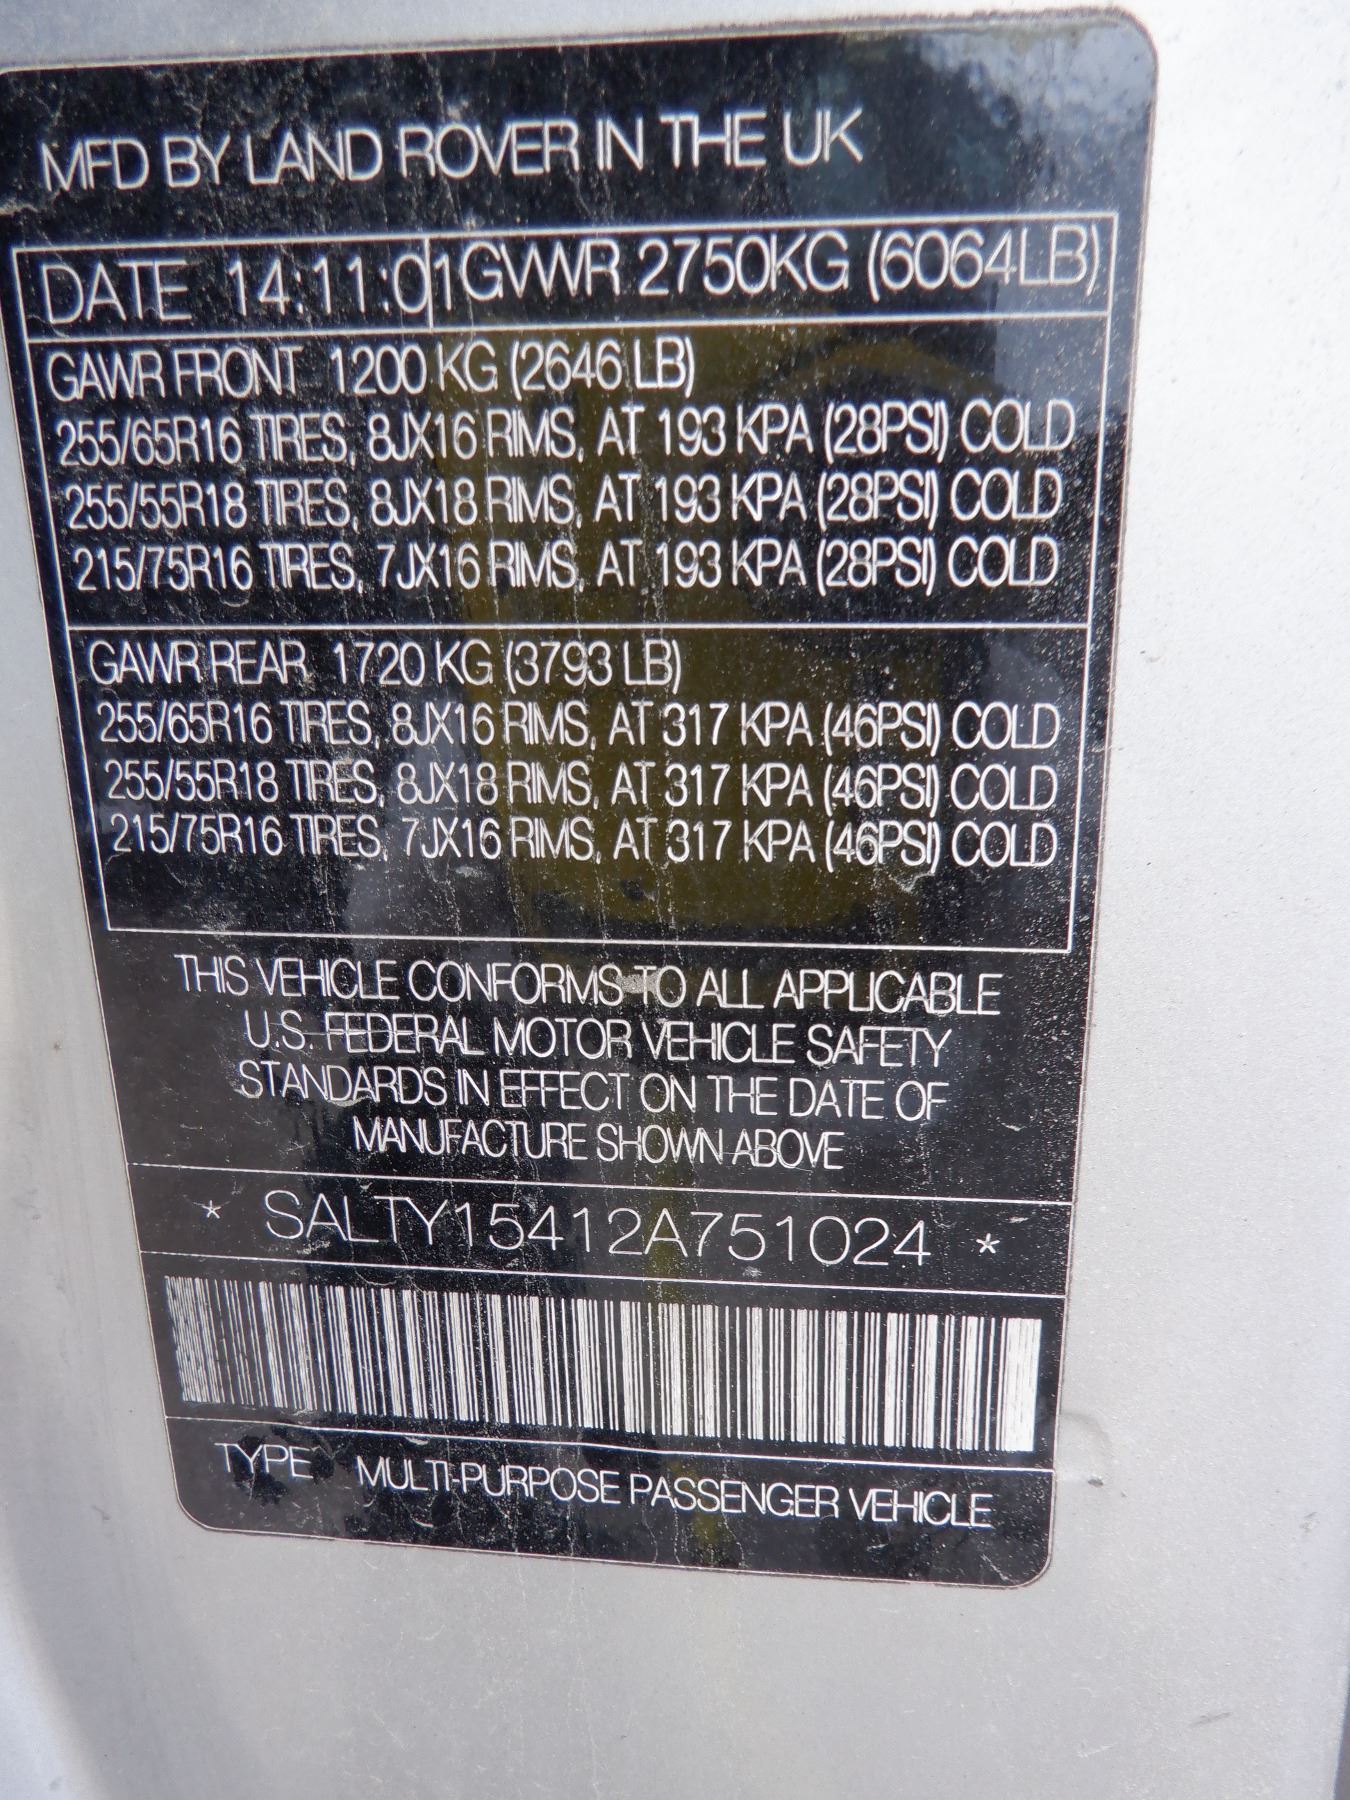 MFD BY LAND ROVER IN THE UK
DATE 14:11:01 GVWR 2750KG (6064LB)
GAWR FRONT 1200 KG (2646 LB)
255/65R16 TIRES, 8JX16 RIMS, AT 193 KPA (28PSI) COLD
255/55R18 TIRES, 8JX18 RIMS, AT 193 KPA (28PSI) COLD
215/75R16 TIRES, 7JX16 RIMS, AT 193 KPA (28PSI) COLD
GAWR REAR 1720 KG (3793 LB)
255/65R16 TIRES, 8JX16 RIMS, AT 317 KPA (46PSI) COLD
255/55R18 TIRES, 8JX18 RIMS, AT 317 KPA (46PSI) COLD
215/75R16 TIRES, 7JX16 RIMS, AT 317 KPA (46PSI) COLD
THIS VEHICLE CONFORMS TO ALL APPLICABLE
U.S. FEDERAL MOTOR VEHICLE SAFETY
STANDARDS IN EFFECT ON THE DATE OF
MANUFACTURE SHOWN ABOVE
* SALTY15412A751024 *
TYPE MULTI-PURPOSE PASSENGER VEHICLE